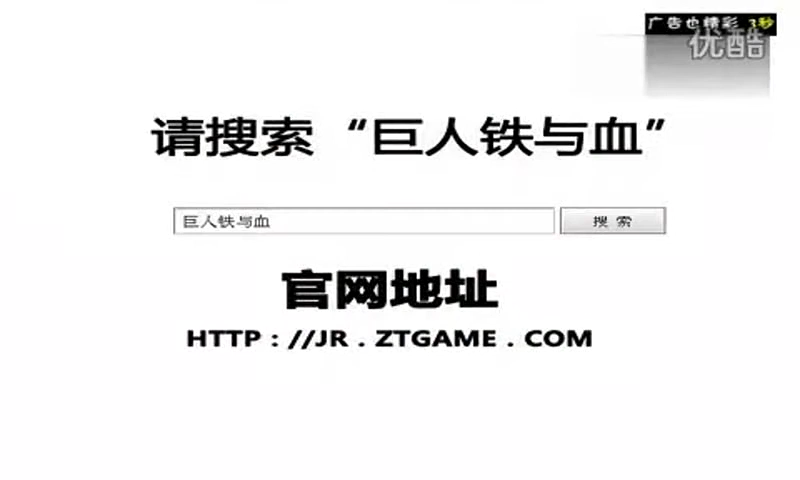 广告也精彩 3秒
优酷
请搜索“巨人铁与血”
巨人铁与血 搜 索
官网地址
HTTP：//JR．ZTGAME．COM